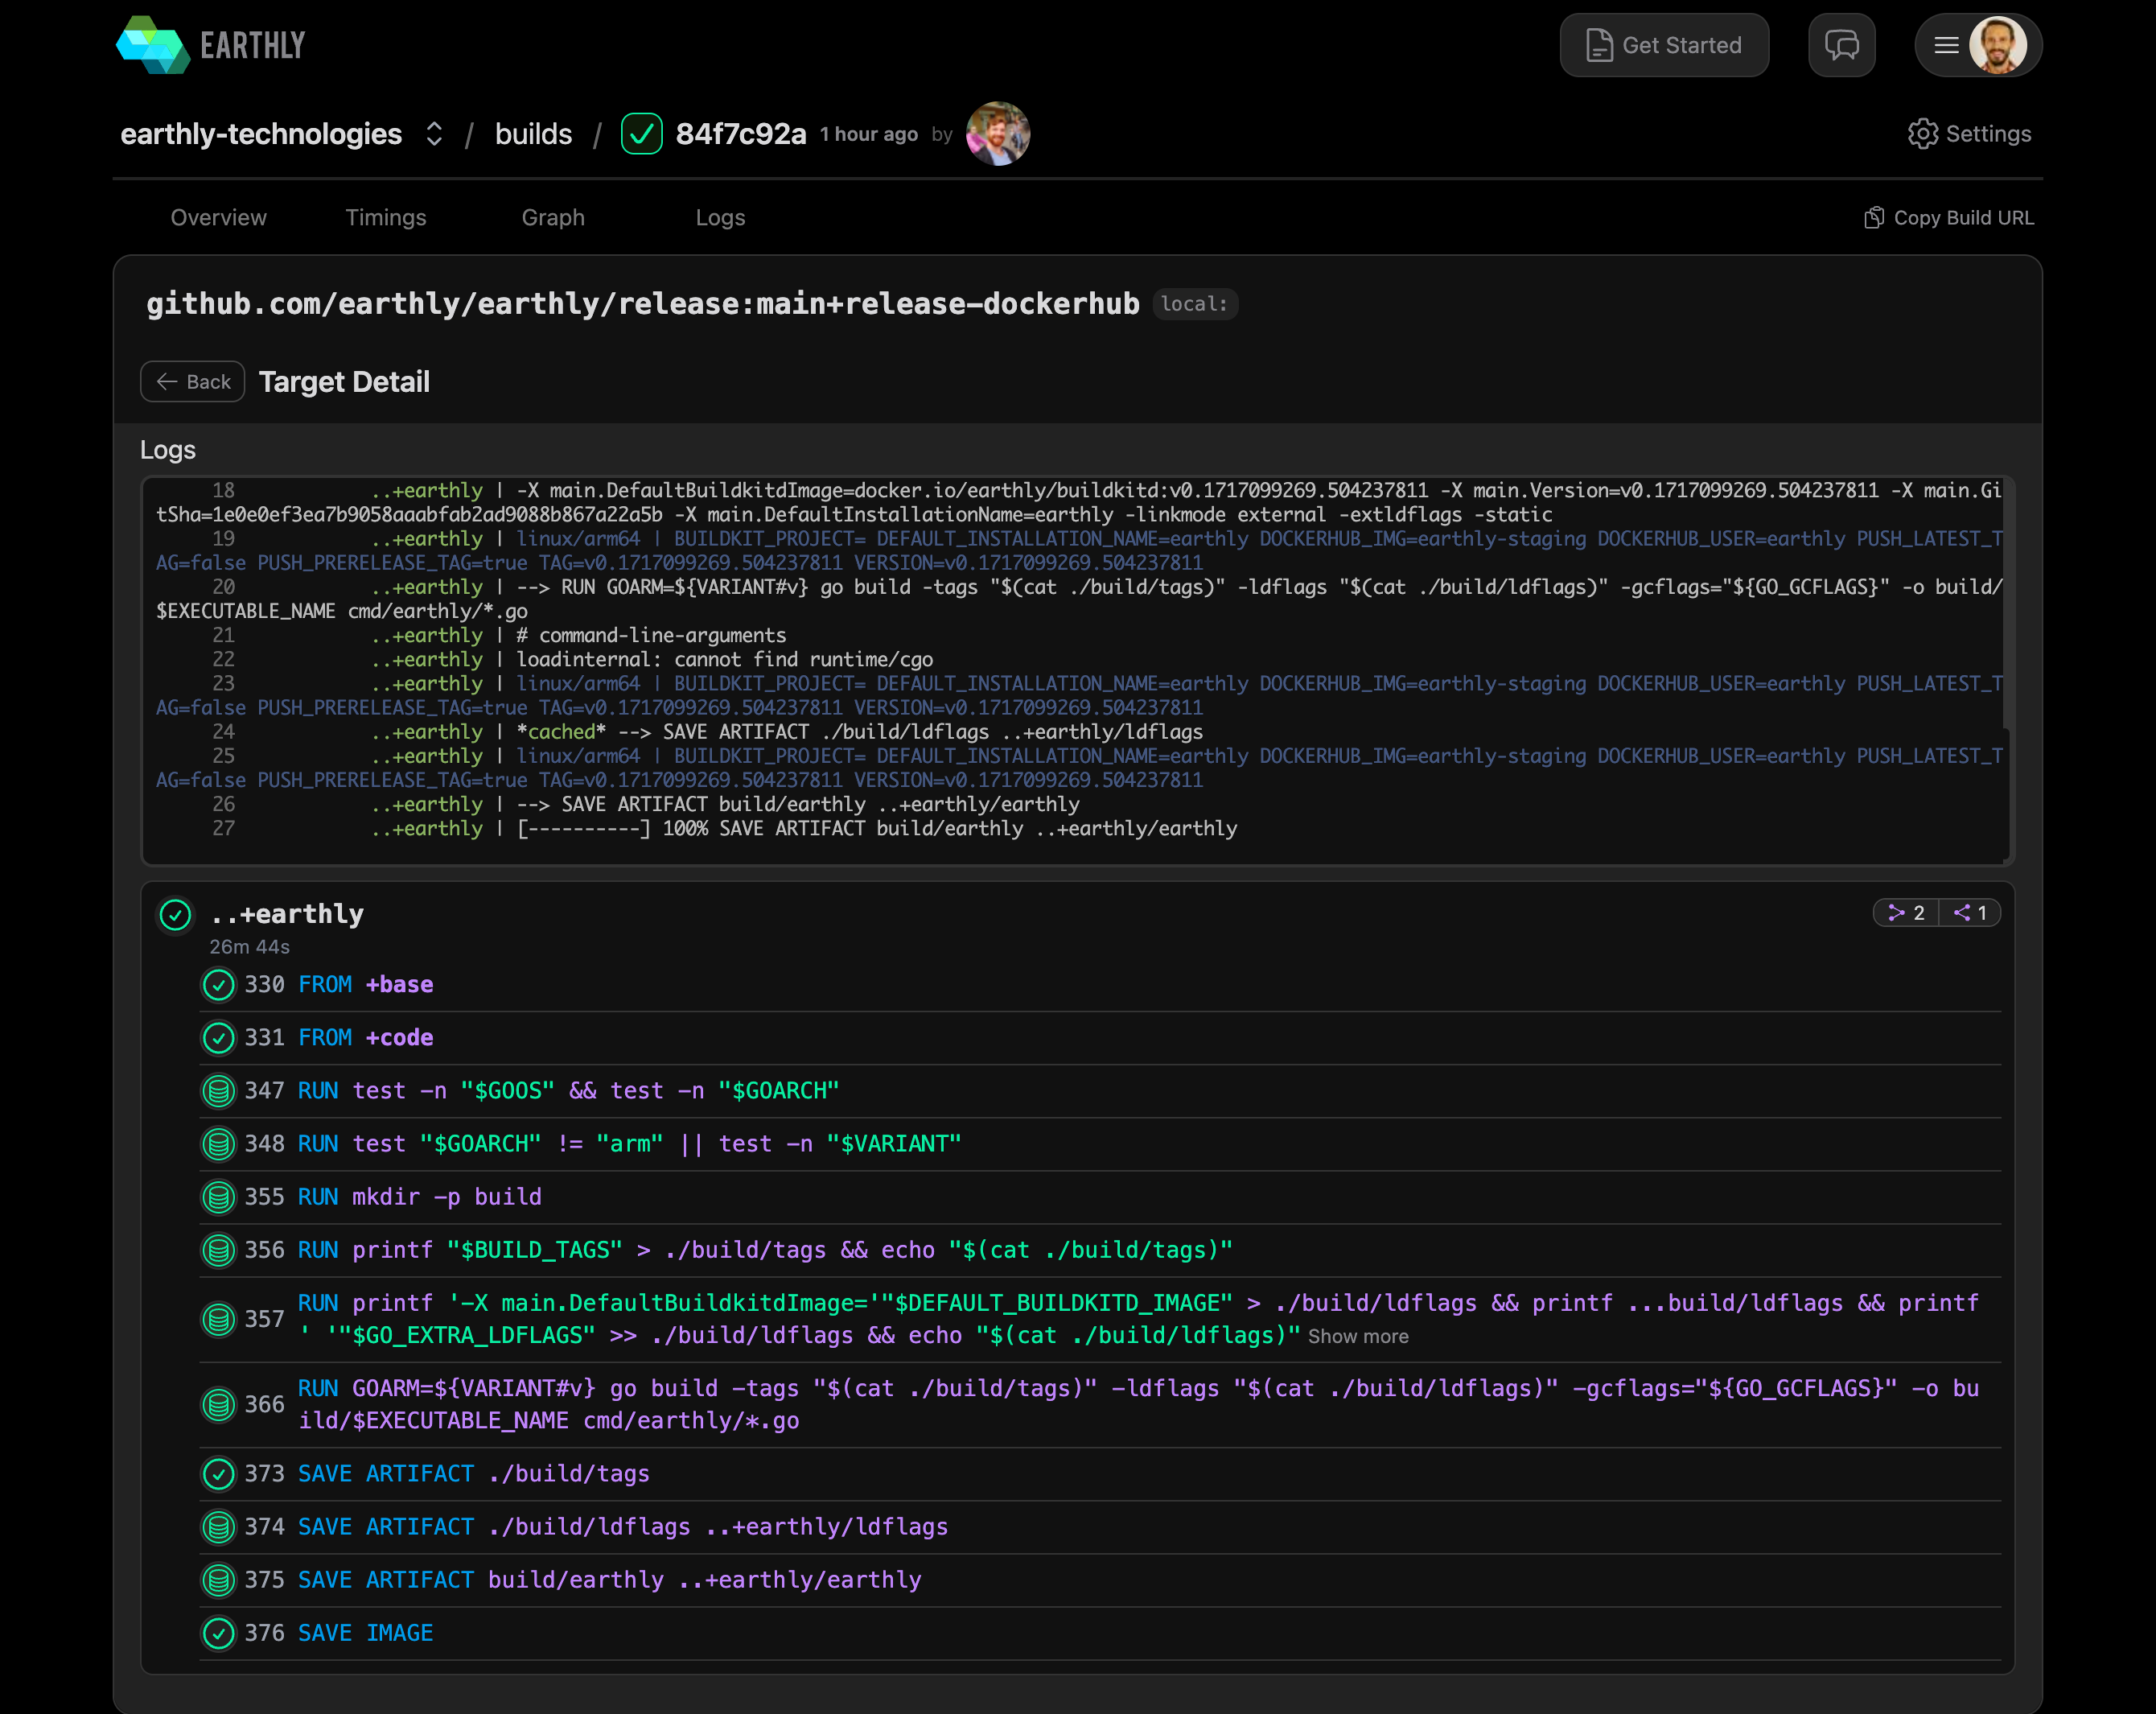 EARTHLY
Get Started
earthly-technologies / builds / 84f7c92a 1 hour ago by
Settings
Overview Timings Graph Logs
Copy Build URL
github.com/earthly/earthly/release:main+release-dockerhub local:
Back Target Detail
Logs
18 ..+earthly | -X main.DefaultBuildkitdImage=docker.io/earthly/buildkitd:v0.1717099269.504237811 -X main.Version=v0.1717099269.504237811 -X main.Gi
tSha=1e0e0ef3ea7b9058aaabfab2ad9088b867a22a5b -X main.DefaultInstallationName=earthly -linkmode external -extldflags -static
19 ..+earthly | linux/arm64 | BUILDKIT_PROJECT= DEFAULT_INSTALLATION_NAME=earthly DOCKERHUB_IMG=earthly-staging DOCKERHUB_USER=earthly PUSH_LATEST_T
AG=false PUSH_PRERELEASE_TAG=true TAG=v0.1717099269.504237811 VERSION=v0.1717099269.504237811
20 ..+earthly | --> RUN GOARM=${VARIANT#v} go build -tags "$(cat ./build/tags)" -ldflags "$(cat ./build/ldflags)" -gcflags="${GO_GCFLAGS}" -o build/
$EXECUTABLE_NAME cmd/earthly/*.go
21 ..+earthly | # command-line-arguments
22 ..+earthly | loadinternal: cannot find runtime/cgo
23 ..+earthly | linux/arm64 | BUILDKIT_PROJECT= DEFAULT_INSTALLATION_NAME=earthly DOCKERHUB_IMG=earthly-staging DOCKERHUB_USER=earthly PUSH_LATEST_T
AG=false PUSH_PRERELEASE_TAG=true TAG=v0.1717099269.504237811 VERSION=v0.1717099269.504237811
24 ..+earthly | *cached* --> SAVE ARTIFACT ./build/ldflags ..+earthly/ldflags
25 ..+earthly | linux/arm64 | BUILDKIT_PROJECT= DEFAULT_INSTALLATION_NAME=earthly DOCKERHUB_IMG=earthly-staging DOCKERHUB_USER=earthly PUSH_LATEST_T
AG=false PUSH_PRERELEASE_TAG=true TAG=v0.1717099269.504237811 VERSION=v0.1717099269.504237811
26 ..+earthly | --> SAVE ARTIFACT build/earthly ..+earthly/earthly
27 ..+earthly | [----------] 100% SAVE ARTIFACT build/earthly ..+earthly/earthly
..+earthly 2 1
26m 44s
330 FROM +base
331 FROM +code
347 RUN test -n "$GOOS" && test -n "$GOARCH"
348 RUN test "$GOARCH" != "arm" || test -n "$VARIANT"
355 RUN mkdir -p build
356 RUN printf "$BUILD_TAGS" > ./build/tags && echo "$(cat ./build/tags)"
357 RUN printf '-X main.DefaultBuildkitdImage='"$DEFAULT_BUILDKITD_IMAGE" > ./build/ldflags && printf ...build/ldflags && printf
' '"$GO_EXTRA_LDFLAGS" >> ./build/ldflags && echo "$(cat ./build/ldflags)" Show more
366 RUN GOARM=${VARIANT#v} go build -tags "$(cat ./build/tags)" -ldflags "$(cat ./build/ldflags)" -gcflags="${GO_GCFLAGS}" -o bu
ild/$EXECUTABLE_NAME cmd/earthly/*.go
373 SAVE ARTIFACT ./build/tags
374 SAVE ARTIFACT ./build/ldflags ..+earthly/ldflags
375 SAVE ARTIFACT build/earthly ..+earthly/earthly
376 SAVE IMAGE